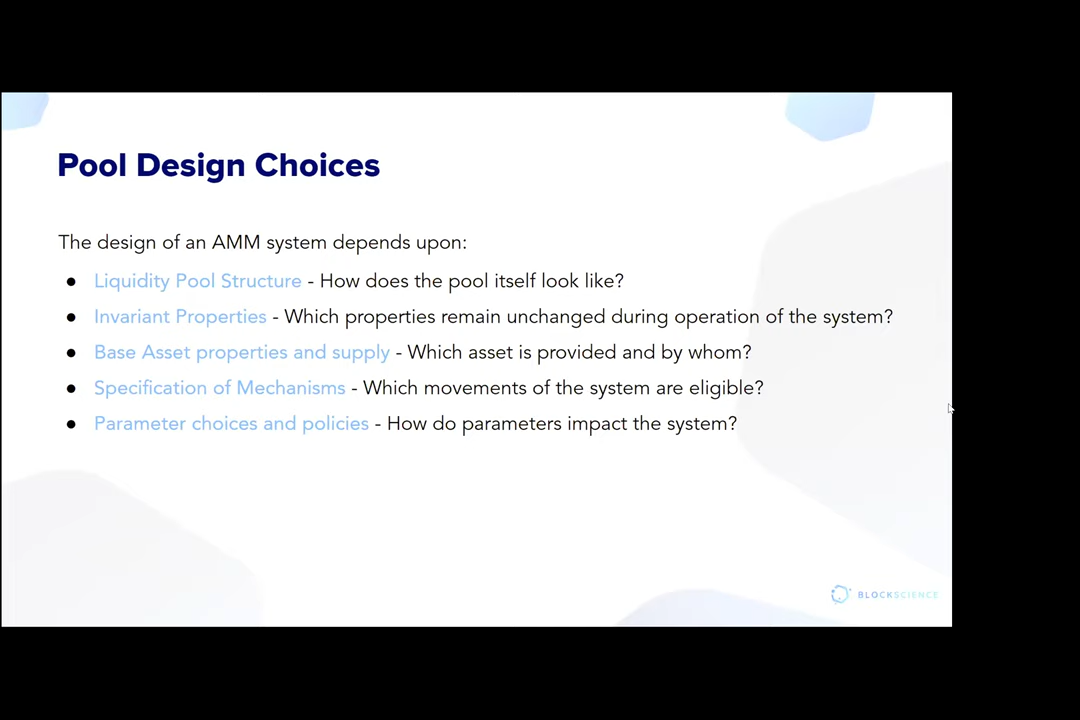 Pool Design Choices
The design of an AMM system depends upon:
● Liquidity Pool Structure - How does the pool itself look like?
● Invariant Properties - Which properties remain unchanged during operation of the system?
● Base Asset properties and supply - Which asset is provided and by whom?
● Specification of Mechanisms - Which movements of the system are eligible?
● Parameter choices and policies - How do parameters impact the system?
BLOCKSCIENCE